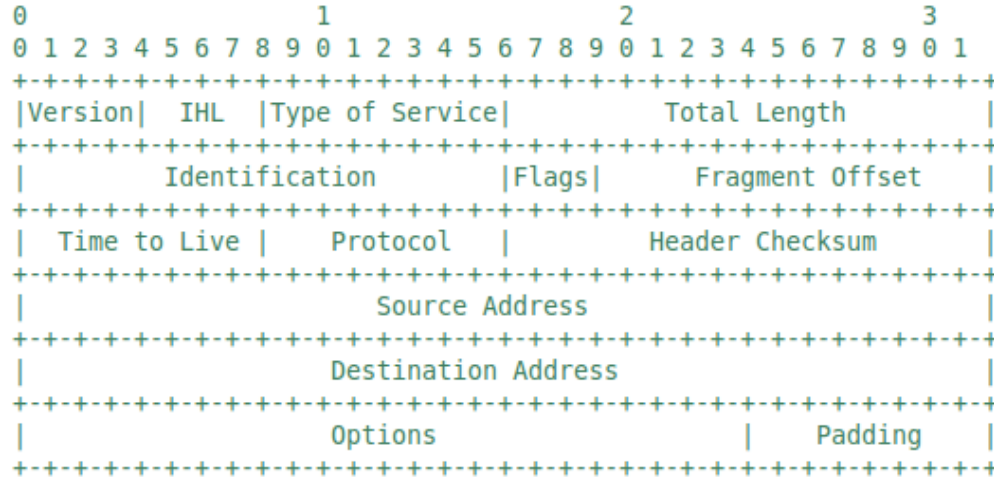 0                   1                   2                   3
0 1 2 3 4 5 6 7 8 9 0 1 2 3 4 5 6 7 8 9 0 1 2 3 4 5 6 7 8 9 0 1
+-+-+-+-+-+-+-+-+-+-+-+-+-+-+-+-+-+-+-+-+-+-+-+-+-+-+-+-+-+-+-+-+
|Version|  IHL  |Type of Service|          Total Length         |
+-+-+-+-+-+-+-+-+-+-+-+-+-+-+-+-+-+-+-+-+-+-+-+-+-+-+-+-+-+-+-+-+
|         Identification        |Flags|      Fragment Offset    |
+-+-+-+-+-+-+-+-+-+-+-+-+-+-+-+-+-+-+-+-+-+-+-+-+-+-+-+-+-+-+-+-+
|  Time to Live |    Protocol   |         Header Checksum       |
+-+-+-+-+-+-+-+-+-+-+-+-+-+-+-+-+-+-+-+-+-+-+-+-+-+-+-+-+-+-+-+-+
|                       Source Address                          |
+-+-+-+-+-+-+-+-+-+-+-+-+-+-+-+-+-+-+-+-+-+-+-+-+-+-+-+-+-+-+-+-+
|                    Destination Address                        |
+-+-+-+-+-+-+-+-+-+-+-+-+-+-+-+-+-+-+-+-+-+-+-+-+-+-+-+-+-+-+-+-+
|                    Options                    |    Padding    |
+-+-+-+-+-+-+-+-+-+-+-+-+-+-+-+-+-+-+-+-+-+-+-+-+-+-+-+-+-+-+-+-+